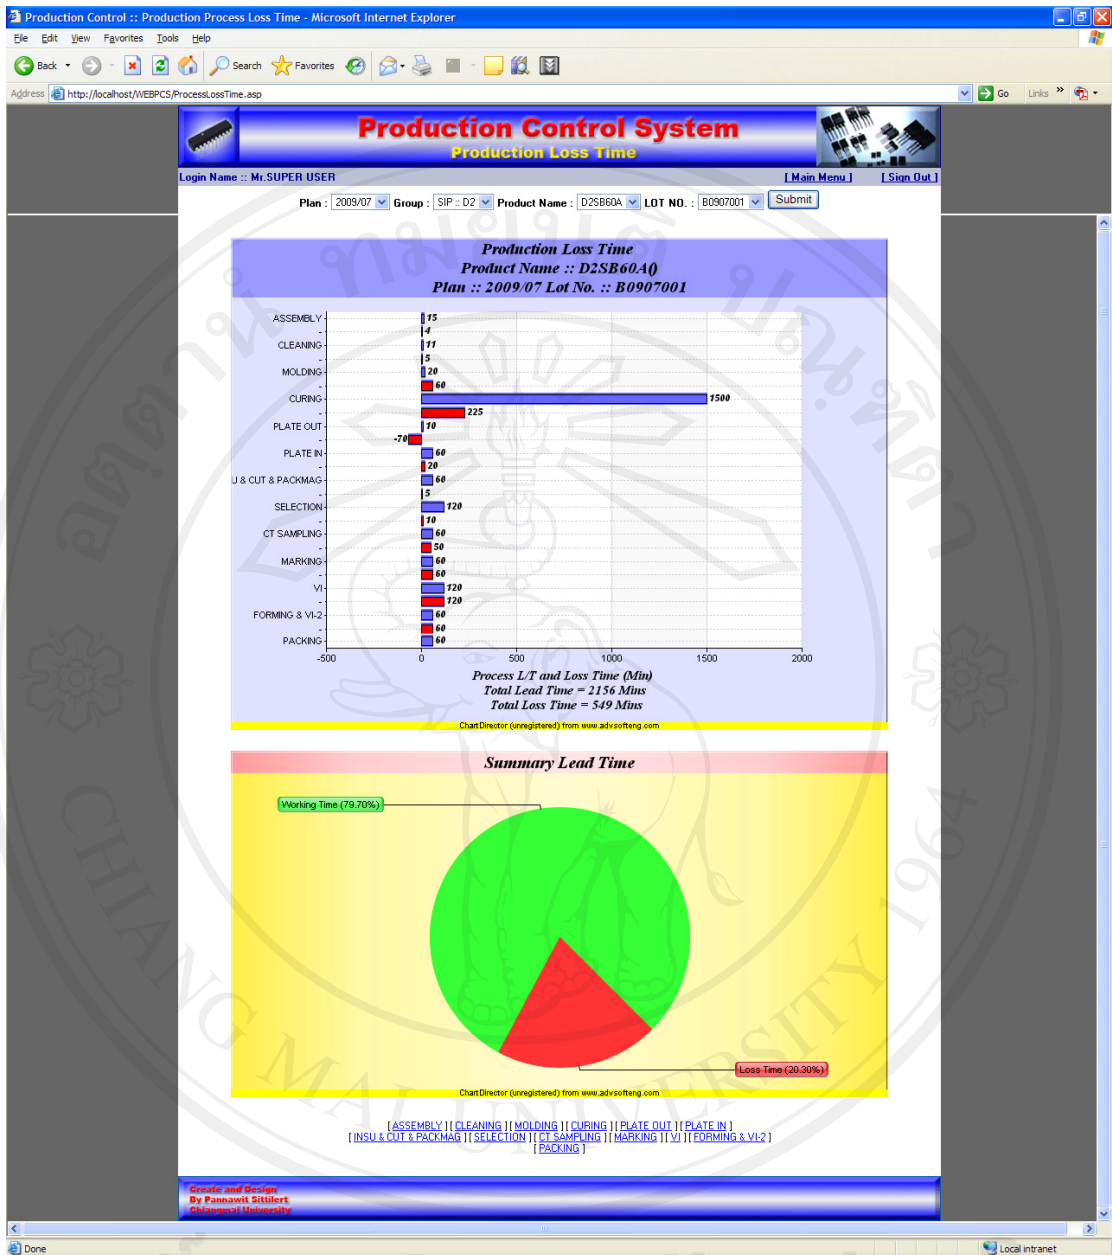 Production Control :: Production Process Loss Time - Microsoft Internet Explorer
File Edit View Favorites Tools Help
Back Search Favorites
Address http://localhost/WEBPCS/ProcessLossTime.asp Go Links »
Production Control System
Production Loss Time
Login Name :: Mr.SUPER USER [ Main Menu ] [ Sign Out ]
Plan : 2009/07 Group : SIP :: D2 Product Name : D2SB60A LOT NO. : B0907001 Submit
Production Loss Time
Product Name :: D2SB60A()
Plan :: 2009/07 Lot No. :: B0907001
ASSEMBLY 15
- 4
CLEANING 11
- 5
MOLDING 20
- 60
CURING 1500
- 225
PLATE OUT 10
- -70
PLATE IN 60
- 20
U & CUT & PACKMAG 60
- 5
SELECTION 120
- 10
CT SAMPLING 60
- 50
MARKING 60
- 60
VI 120
- 120
FORMING & VI-2 60
- 60
PACKING 60
-500 0 500 1000 1500 2000
Process L/T and Loss Time (Min)
Total Lead Time = 2156 Mins
Total Loss Time = 549 Mins
ChartDirector (unregistered) from www.advsofteng.com
Summary Lead Time
Working Time (79.70%)
Loss Time (20.30%)
ChartDirector (unregistered) from www.advsofteng.com
[ ASSEMBLY ] [ CLEANING ] [ MOLDING ] [ CURING ] [ PLATE OUT ] [ PLATE IN ]
[ INSU & CUT & PACKMAG ] [ SELECTION ] [ CT SAMPLING ] [ MARKING ] [ VI ] [ FORMING & VI-2 ]
[ PACKING ]
Create and Design
By Pannawit Sittilert
Chiangmai University
Done Local intranet
CHIANG MAI UNIVERSITY 1964